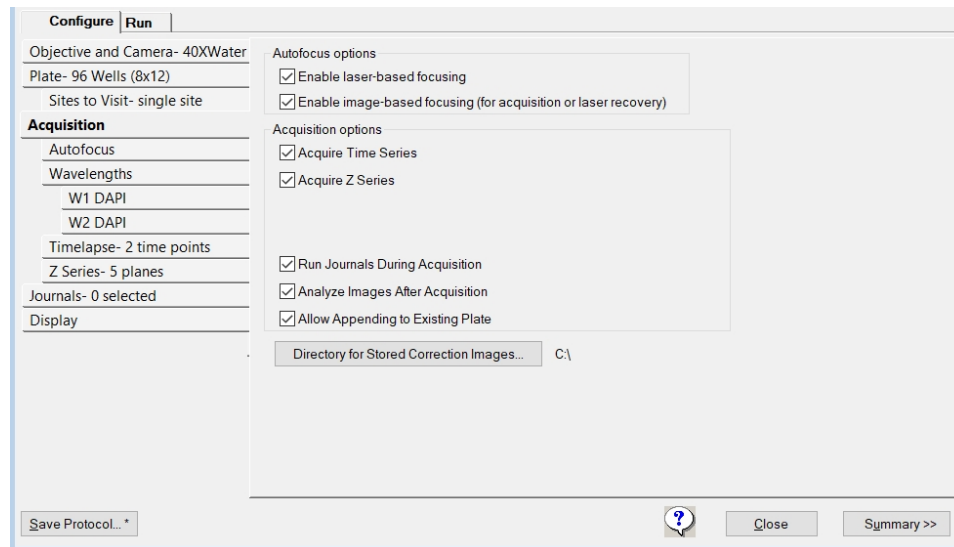 Configure
Run
Objective and Camera- 40XWater
Plate- 96 Wells (8x12)
Sites to Visit- single site
Acquisition
Autofocus
Wavelengths
W1 DAPI
W2 DAPI
Timelapse- 2 time points
Z Series- 5 planes
Journals- 0 selected
Display
Autofocus options
Enable laser-based focusing
Enable image-based focusing (for acquisition or laser recovery)
Acquisition options
Acquire Time Series
Acquire Z Series
Run Journals During Acquisition
Analyze Images After Acquisition
Allow Appending to Existing Plate
Directory for Stored Correction Images... C:\
Save Protocol... *
?
Close
Summary >>